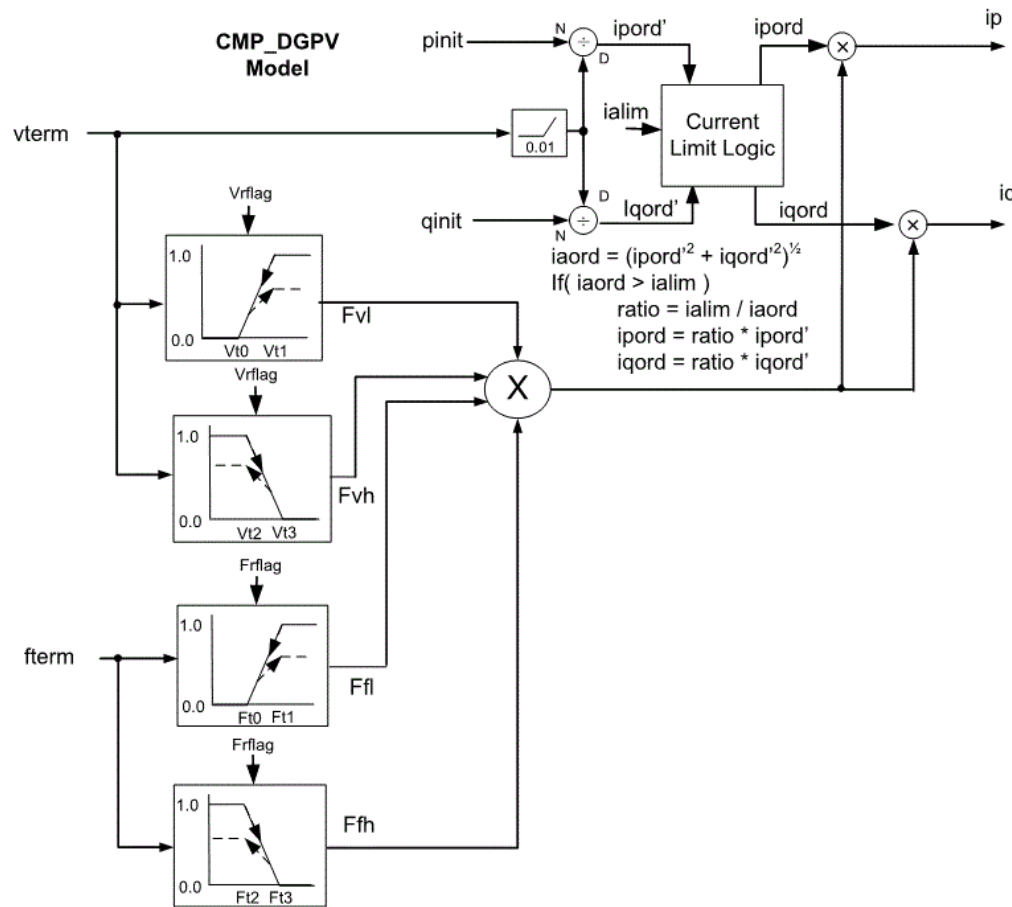 CMP_DGPV
Model
pinit
N
÷
D
ipord'
ipord
×
ip
vterm
0.01
ialim
Current
Limit Logic
qinit
N
÷
D
Iqord'
iqord
×
iaord = (ipord'² + iqord'²)^½
If( iaord > ialim )
ratio = ialim / iaord
ipord = ratio * ipord'
iqord = ratio * iqord'
Vrflag
1.0
0.0
Vt0 Vt1
Fvl
X
Vrflag
1.0
0.0
Vt2 Vt3
Fvh
Frflag
1.0
0.0
Ft0 Ft1
Ffl
fterm
Frflag
1.0
0.0
Ft2 Ft3
Ffh